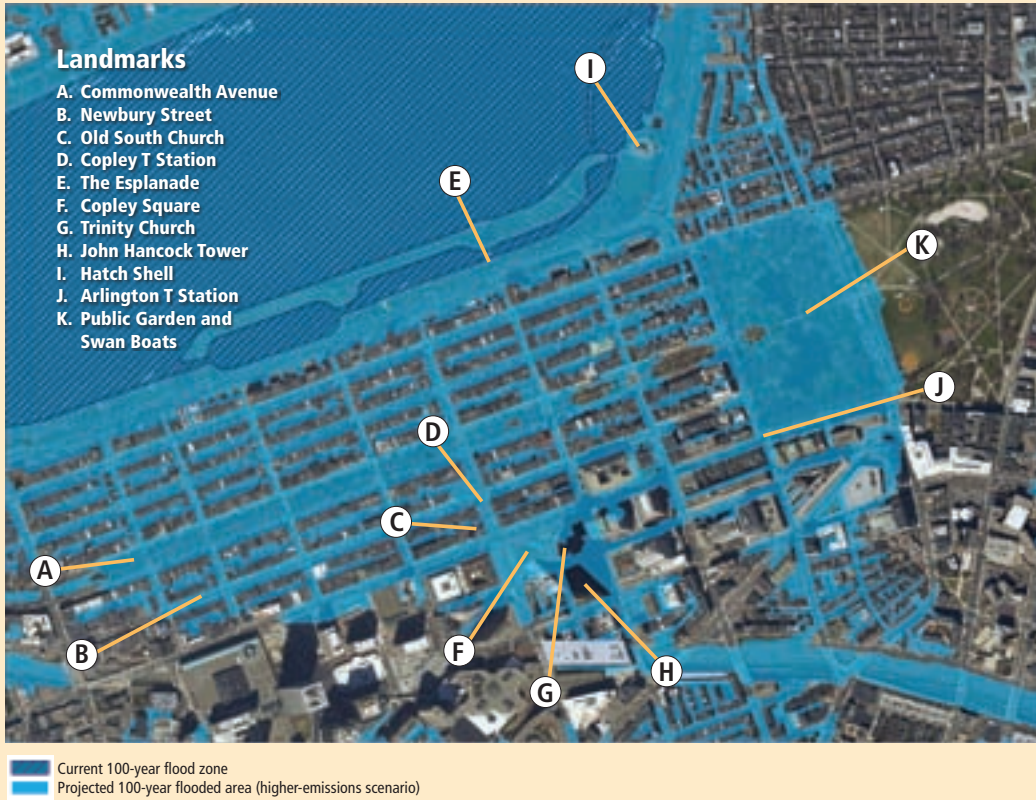 Landmarks
A. Commonwealth Avenue
B. Newbury Street
C. Old South Church
D. Copley T Station
E. The Esplanade
F. Copley Square
G. Trinity Church
H. John Hancock Tower
I. Hatch Shell
J. Arlington T Station
K. Public Garden and
Swan Boats
I
E
K
J
D
C
A
B
F
G
H
Current 100-year flood zone
Projected 100-year flooded area (higher-emissions scenario)